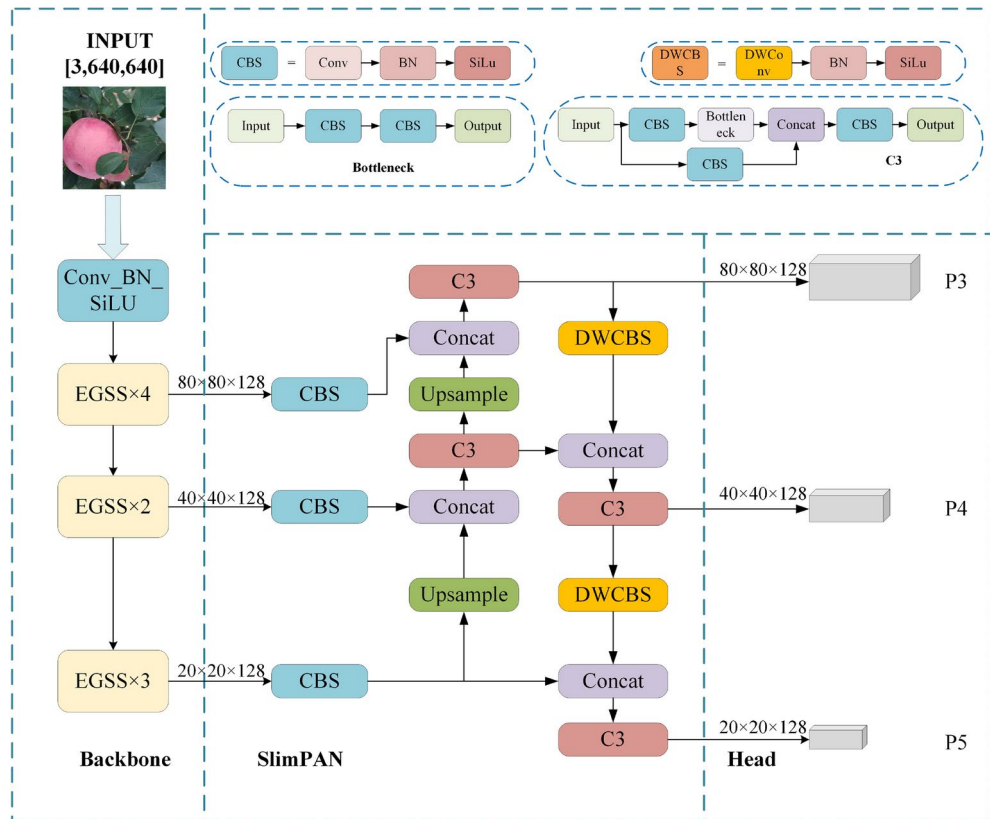 INPUT
[3,640,640]
CBS = Conv BN SiLu
DWCB
S = DWCo
nv BN SiLu
Input CBS CBS Output
Bottleneck
Input CBS Bottlen
eck Concat CBS Output
CBS
C3
Conv_BN_
SiLU
EGSS×4
EGSS×2
EGSS×3
Backbone
80×80×128
CBS
40×40×128
CBS
20×20×128
CBS
C3
Concat
Upsample
C3
Concat
Upsample
DWCBS
Concat
C3
DWCBS
Concat
C3
SlimPAN
80×80×128
P3
40×40×128
P4
20×20×128
P5
Head